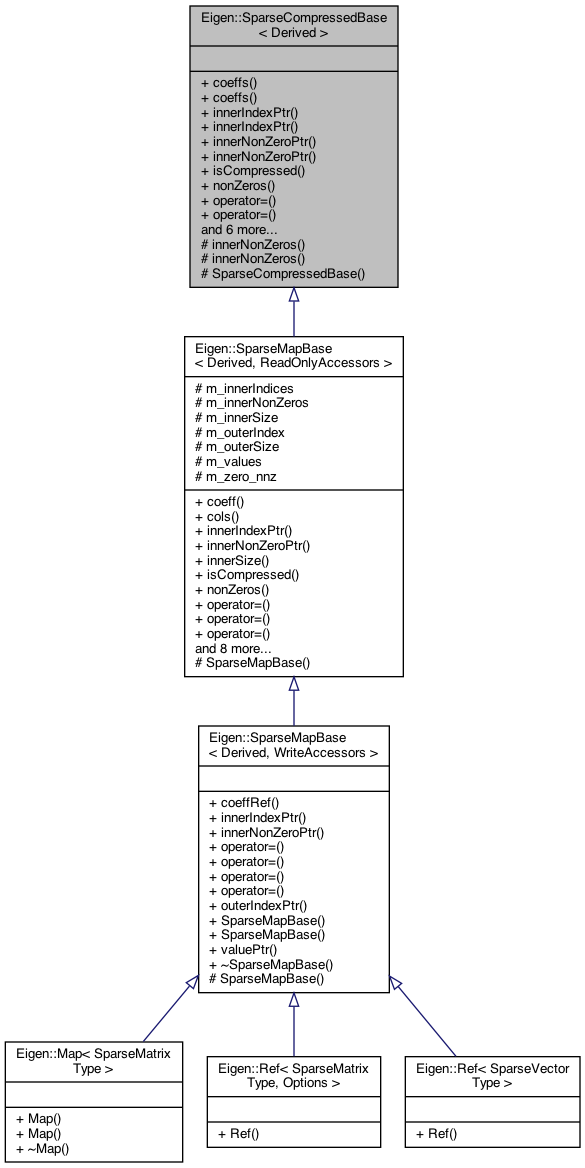 Eigen::SparseCompressedBase
< Derived >
+ coeffs()
+ coeffs()
+ innerIndexPtr()
+ innerIndexPtr()
+ innerNonZeroPtr()
+ innerNonZeroPtr()
+ isCompressed()
+ nonZeros()
+ operator=()
+ operator=()
and 6 more...
# innerNonZeros()
# innerNonZeros()
# SparseCompressedBase()
Eigen::SparseMapBase
< Derived, ReadOnlyAccessors >
# m_innerIndices
# m_innerNonZeros
# m_innerSize
# m_outerIndex
# m_outerSize
# m_values
# m_zero_nnz
+ coeff()
+ cols()
+ innerIndexPtr()
+ innerNonZeroPtr()
+ innerSize()
+ isCompressed()
+ nonZeros()
+ operator=()
+ operator=()
+ operator=()
and 8 more...
# SparseMapBase()
Eigen::SparseMapBase
< Derived, WriteAccessors >
+ coeffRef()
+ innerIndexPtr()
+ innerNonZeroPtr()
+ operator=()
+ operator=()
+ operator=()
+ operator=()
+ outerIndexPtr()
+ SparseMapBase()
+ SparseMapBase()
+ valuePtr()
+ ~SparseMapBase()
# SparseMapBase()
Eigen::Map< SparseMatrix
Type >
+ Map()
+ Map()
+ ~Map()
Eigen::Ref< SparseMatrix
Type, Options >
+ Ref()
Eigen::Ref< SparseVector
Type >
+ Ref()